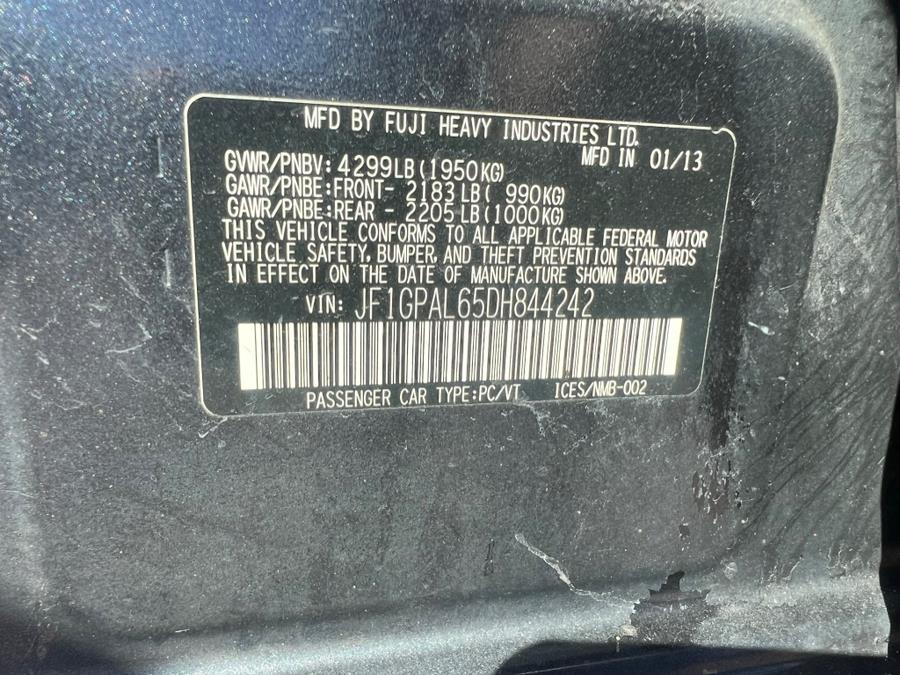 MFD BY FUJI HEAVY INDUSTRIES LTD.
MFD IN 01/13
GVWR/PNBV: 4299LB(1950KG)
GAWR/PNBE:FRONT- 2183 LB( 990KG)
GAWR/PNBE:REAR - 2205 LB(1000KG)
THIS VEHICLE CONFORMS TO ALL APPLICABLE FEDERAL MOTOR
VEHICLE SAFETY, BUMPER, AND THEFT PREVENTION STANDARDS
IN EFFECT ON THE DATE OF MANUFACTURE SHOWN ABOVE.
VIN: JF1GPAL65DH844242
PASSENGER CAR TYPE:PC/VT ICES/NMB-002